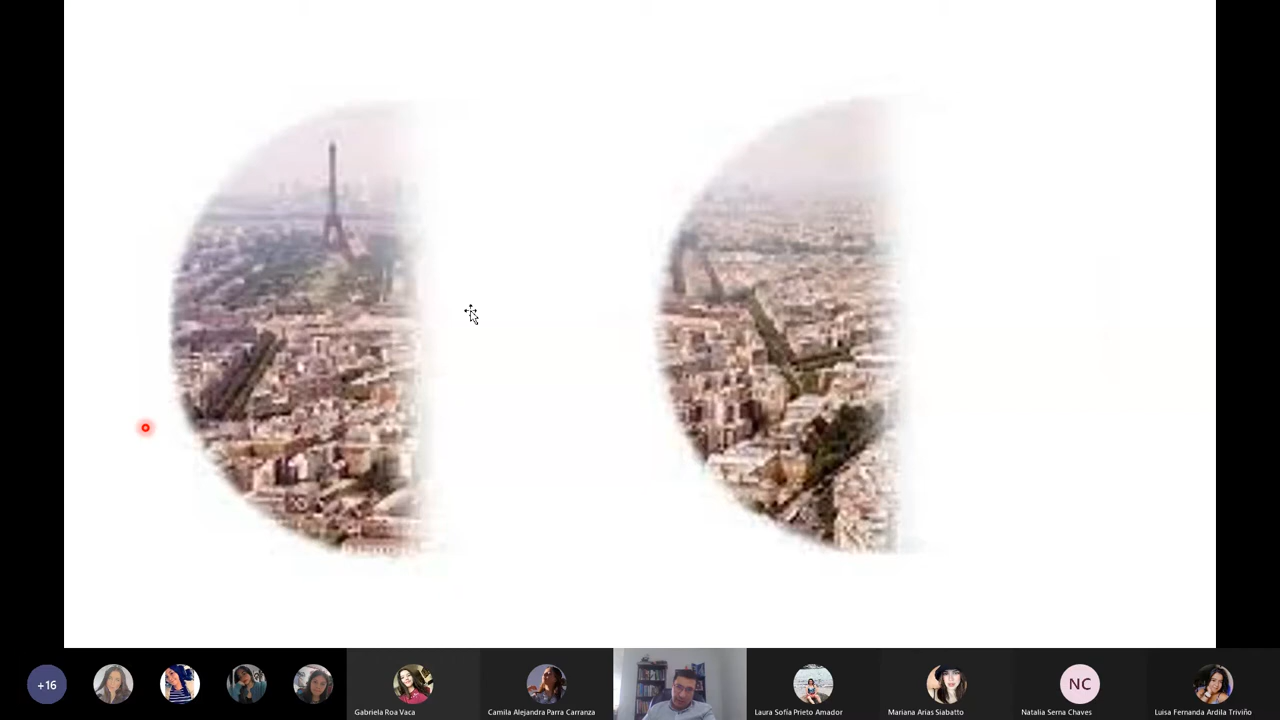 +16
Gabriela Roa Vaca
Camila Alejandra Parra Carranza
Laura Sofía Prieto Amador
Mariana Arias Siabatto
NC
Natalia Serna Chaves
Luisa Fernanda Ardila Triviño